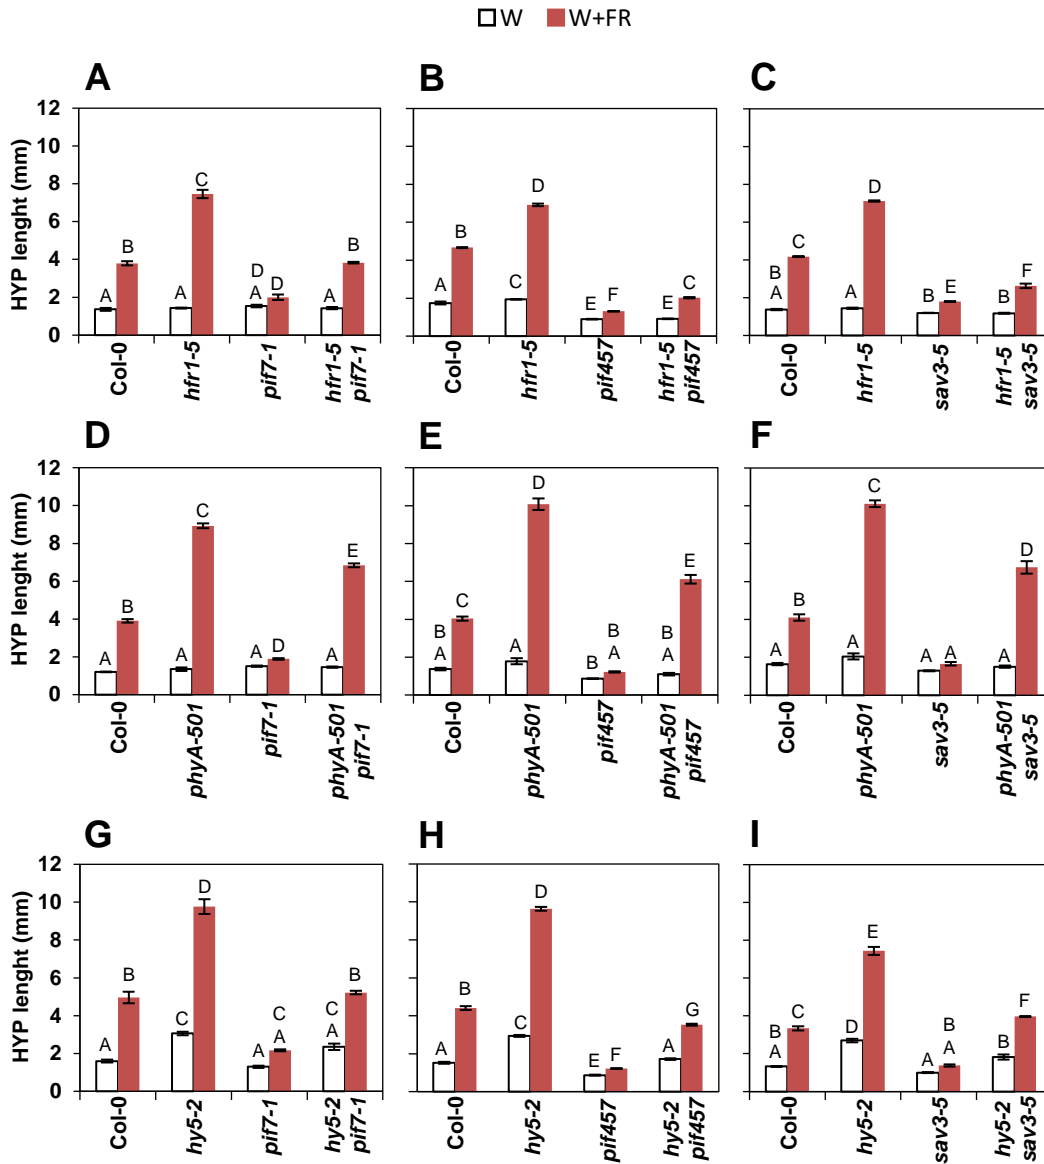 W W+FR
A B C
12
10
8
6
4
2
0
HYP lenght (mm)
A B A C D A D A B
Col-0 hfr1-5 pif7-1 hfr1-5 pif7-1
A B C D E F A C
Col-0 hfr1-5 pif457 hfr1-5 pif457
B A C A D B E B F
Col-0 hfr1-5 sav3-5 hfr1-5 sav3-5
D E F
12
10
8
6
4
2
0
HYP lenght (mm)
A B A C A D A E
Col-0 phyA-501 pif7-1 phyA-501 pif7-1
B A C A D B B A B A E
Col-0 phyA-501 pif457 phyA-501 pif457
A B A C A A A D
Col-0 phyA-501 sav3-5 phyA-501 sav3-5
G H I
12
10
8
6
4
2
0
HYP lenght (mm)
A B C D A C A C A B
Col-0 hy5-2 pif7-1 hy5-2 pif7-1
A B C D E F A G
Col-0 hy5-2 pif457 hy5-2 pif457
B A C D E A B A B F
Col-0 hy5-2 sav3-5 hy5-2 sav3-5